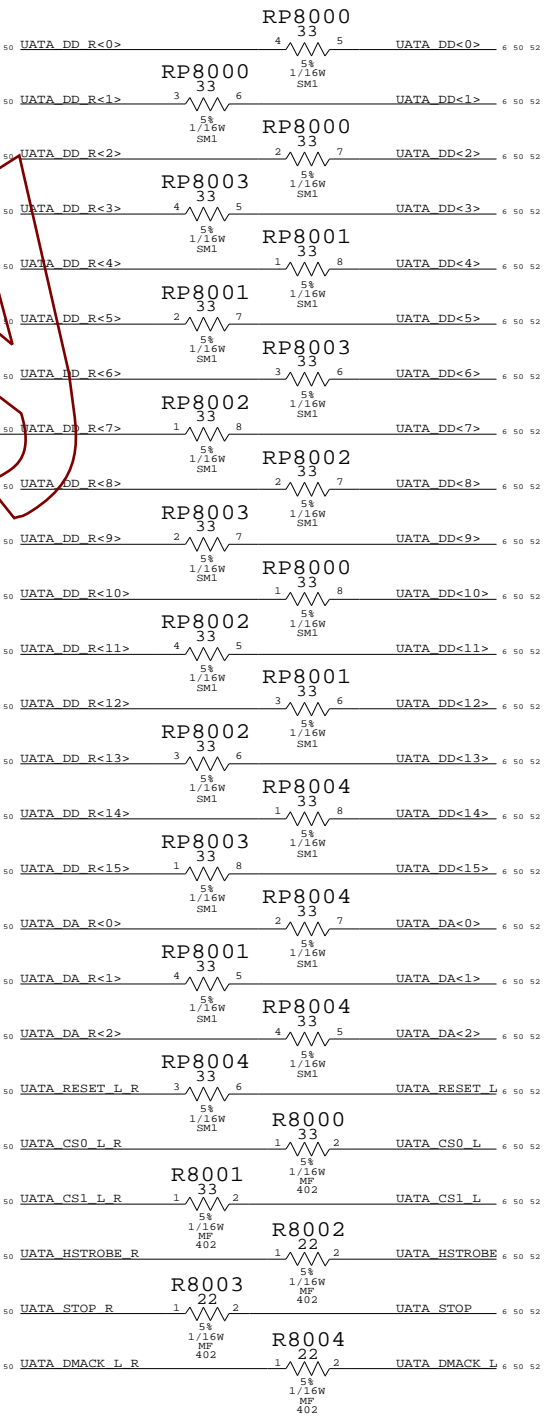 RP8000
33
50 UATA_DD_R<0> 4 5 UATA_DD<0> 6 50 52
5%
1/16W
SM1
RP8000
33
50 UATA_DD_R<1> 3 6 UATA_DD<1> 6 50 52
5%
1/16W
SM1
RP8000
33
50 UATA_DD_R<2> 2 7 UATA_DD<2> 6 50 52
5%
1/16W
SM1
RP8003
33
50 UATA_DD_R<3> 4 5 UATA_DD<3> 6 50 52
5%
1/16W
SM1
RP8001
33
50 UATA_DD_R<4> 1 8 UATA_DD<4> 6 50 52
5%
1/16W
SM1
RP8001
33
50 UATA_DD_R<5> 2 7 UATA_DD<5> 6 50 52
5%
1/16W
SM1
RP8003
33
50 UATA_DD_R<6> 3 6 UATA_DD<6> 6 50 52
5%
1/16W
SM1
RP8002
33
50 UATA_DD_R<7> 1 8 UATA_DD<7> 6 50 52
5%
1/16W
SM1
RP8002
33
50 UATA_DD_R<8> 2 7 UATA_DD<8> 6 50 52
5%
1/16W
SM1
RP8003
33
50 UATA_DD_R<9> 2 7 UATA_DD<9> 6 50 52
5%
1/16W
SM1
RP8000
33
50 UATA_DD_R<10> 1 8 UATA_DD<10> 6 50 52
5%
1/16W
SM1
RP8002
33
50 UATA_DD_R<11> 4 5 UATA_DD<11> 6 50 52
5%
1/16W
SM1
RP8001
33
50 UATA_DD_R<12> 3 6 UATA_DD<12> 6 50 52
5%
1/16W
SM1
RP8002
33
50 UATA_DD_R<13> 3 6 UATA_DD<13> 6 50 52
5%
1/16W
SM1
RP8004
33
50 UATA_DD_R<14> 1 8 UATA_DD<14> 6 50 52
5%
1/16W
SM1
RP8003
33
50 UATA_DD_R<15> 1 8 UATA_DD<15> 6 50 52
5%
1/16W
SM1
RP8004
33
50 UATA_DA_R<0> 2 7 UATA_DA<0> 6 50 52
5%
1/16W
SM1
RP8001
33
50 UATA_DA_R<1> 4 5 UATA_DA<1> 6 50 52
5%
1/16W
SM1
RP8004
33
50 UATA_DA_R<2> 4 5 UATA_DA<2> 6 50 52
5%
1/16W
SM1
RP8004
33
50 UATA_RESET_L_R 3 6 UATA_RESET_L 6 50 52
5%
1/16W
SM1
R8000
33
50 UATA_CS0_L_R 1 2 UATA_CS0_L 6 50 52
5%
1/16W
MF
402
R8001
33
50 UATA_CS1_L_R 1 2 UATA_CS1_L 6 50 52
5%
1/16W
MF
402
R8002
22
50 UATA_HSTROBE_R 1 2 UATA_HSTROBE 6 50 52
5%
1/16W
MF
402
R8003
22
50 UATA_STOP_R 1 2 UATA_STOP 6 50 52
5%
1/16W
MF
402
R8004
22
50 UATA_DMACK_L_R 1 2 UATA_DMACK_L 6 50 52
5%
1/16W
MF
402